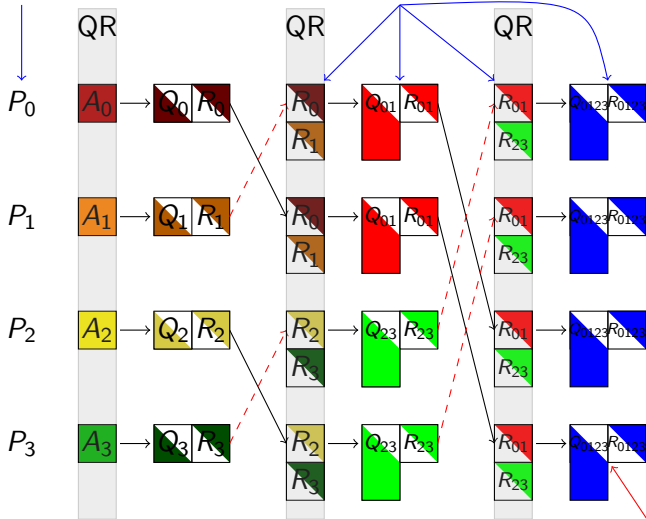 QR QR QR
P0 A0 Q0 R0 R0 Q01 R01 R01 Q0123 R0123
R1 R23
P1 A1 Q1 R1 R0 Q01 R01 R01 Q0123 R0123
R1 R23
P2 A2 Q2 R2 R2 Q23 R23 R01 Q0123 R0123
R3 R23
P3 A3 Q3 R3 R2 Q23 R23 R01 Q0123 R0123
R3 R23